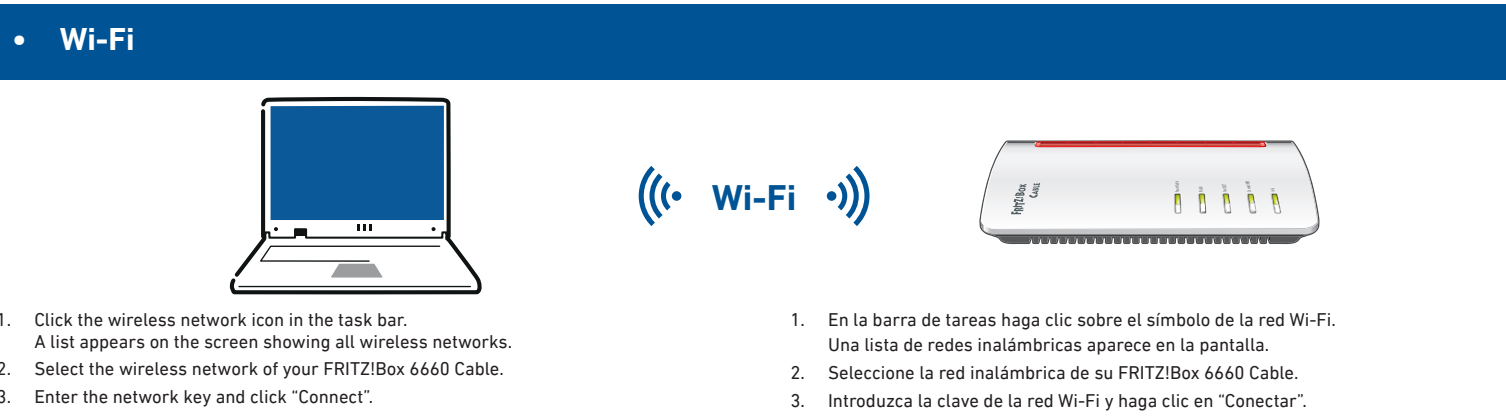 • Wi-Fi
Wi-Fi
FRITZ!Box
Cable
1. Click the wireless network icon in the task bar.
A list appears on the screen showing all wireless networks.
2. Select the wireless network of your FRITZ!Box 6660 Cable.
3. Enter the network key and click “Connect”.
1. En la barra de tareas haga clic sobre el símbolo de la red Wi-Fi.
Una lista de redes inalámbricas aparece en la pantalla.
2. Seleccione la red inalámbrica de su FRITZ!Box 6660 Cable.
3. Introduzca la clave de la red Wi-Fi y haga clic en “Conectar”.